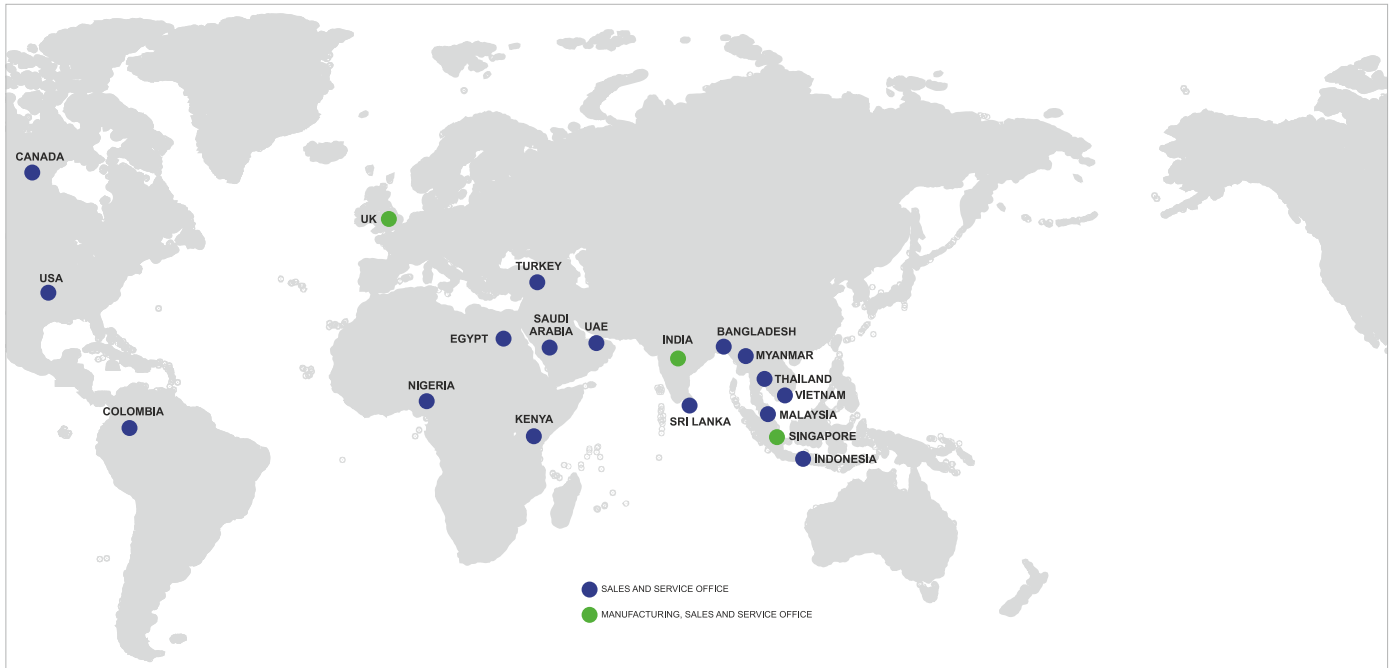 CANADA
UK
USA
TURKEY
SAUDI
ARABIA
UAE
EGYPT
INDIA
BANGLADESH
MYANMAR
THAILAND
NIGERIA
VIETNAM
COLOMBIA
KENYA
SRI LANKA
MALAYSIA
SINGAPORE
INDONESIA
SALES AND SERVICE OFFICE
MANUFACTURING, SALES AND SERVICE OFFICE